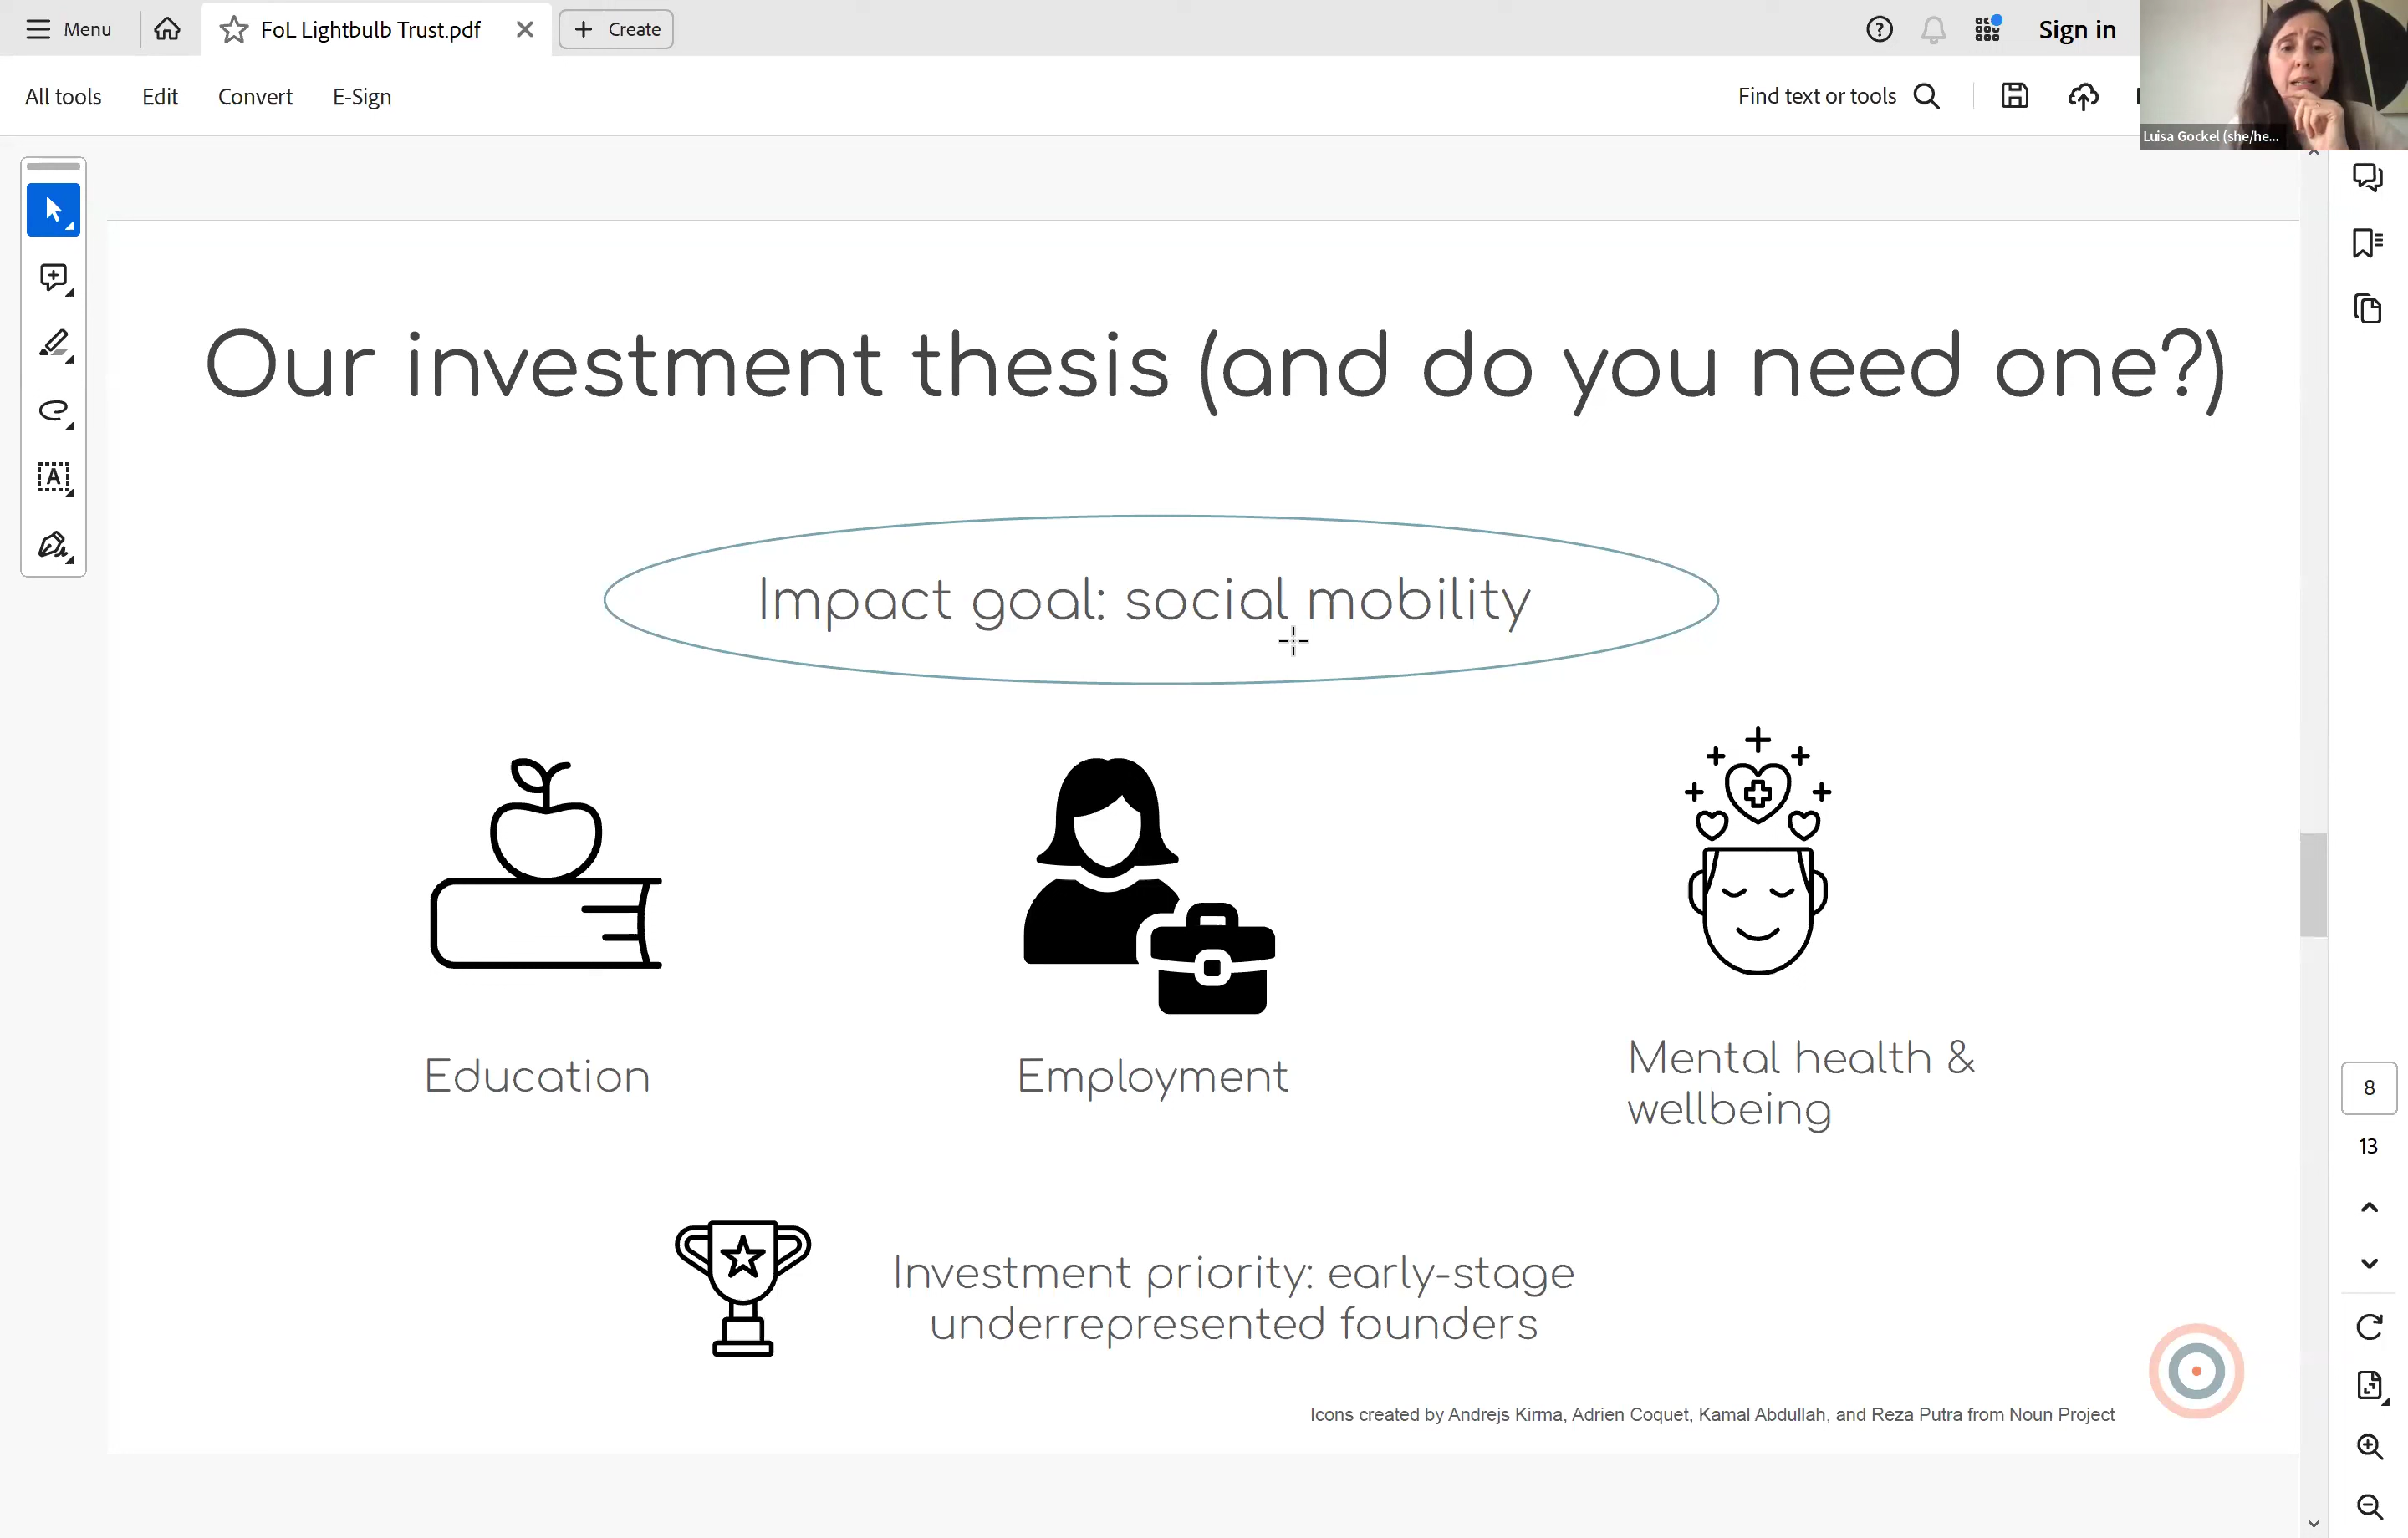 Menu
FoL Lightbulb Trust.pdf
Create
Sign in
All tools
Edit
Convert
E-Sign
Find text or tools
Luisa Gockel (she/he...
Our investment thesis (and do you need one?)
Impact goal: social mobility
Education
Employment
Mental health &
wellbeing
Investment priority: early-stage
underrepresented founders
Icons created by Andrejs Kirma, Adrien Coquet, Kamal Abdullah, and Reza Putra from Noun Project
8
13